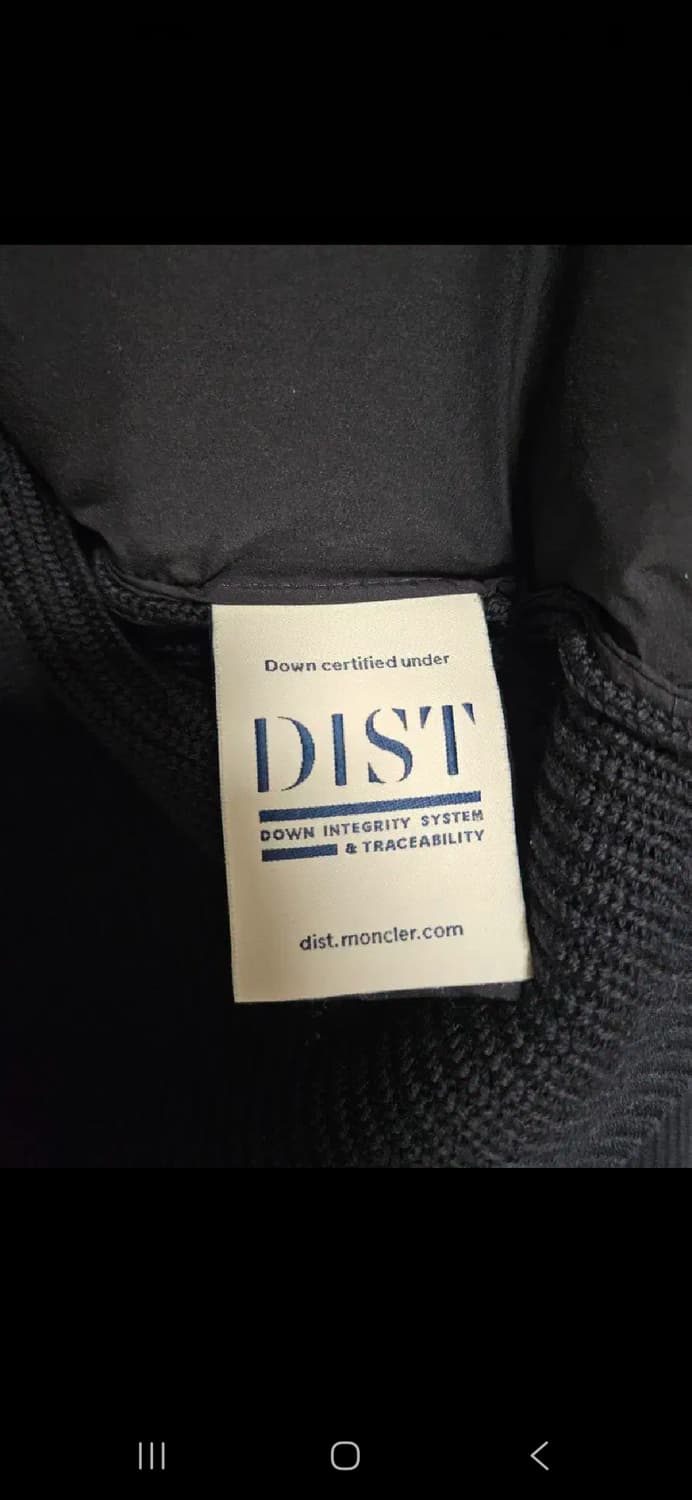 Down certified under
DIST
DOWN INTEGRITY SYSTEM
& TRACEABILITY
dist.moncler.com